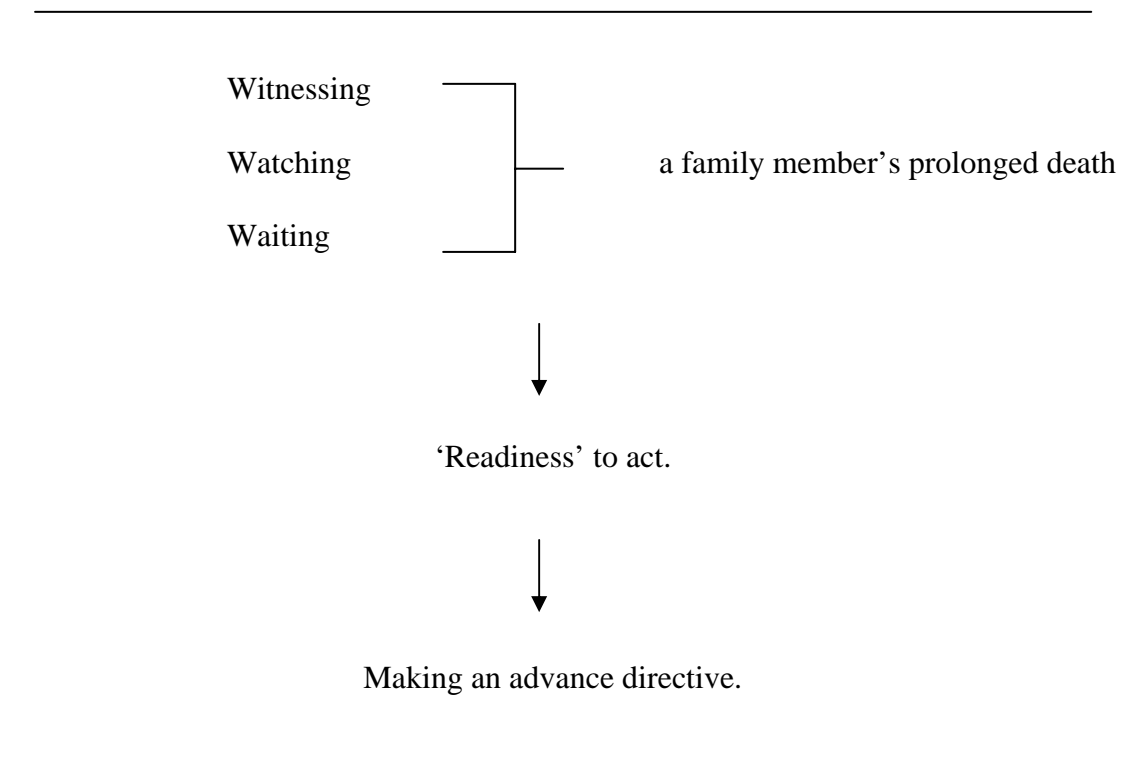 Witnessing
Watching a family member’s prolonged death
Waiting
‘Readiness’ to act.
Making an advance directive.